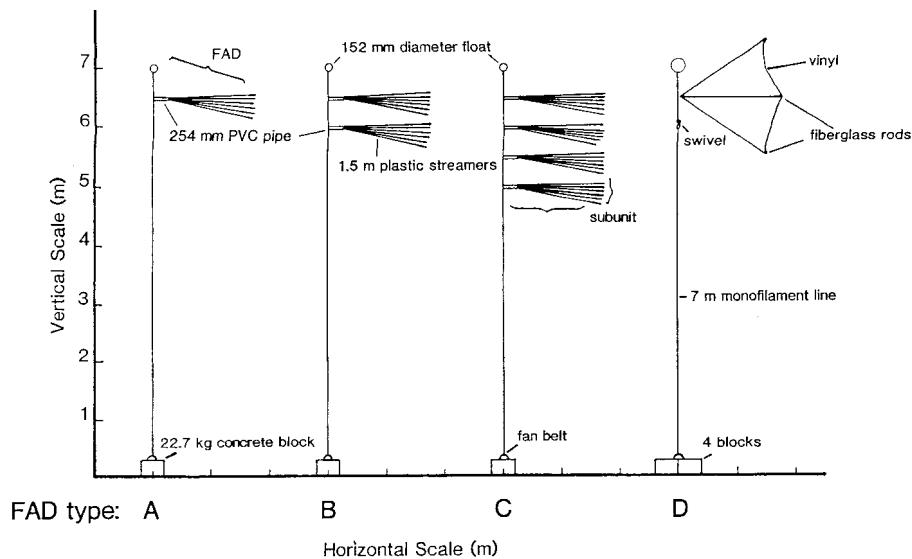 FAD
152 mm diameter float
vinyl
7
6
5
4
3
2
1
Vertical Scale (m)
254 mm PVC pipe
1.5 m plastic streamers
swivel
fiberglass rods
subunit
7 m monofilament line
22.7 kg concrete block
fan belt
4 blocks
FAD type: A B C D
Horizontal Scale (m)